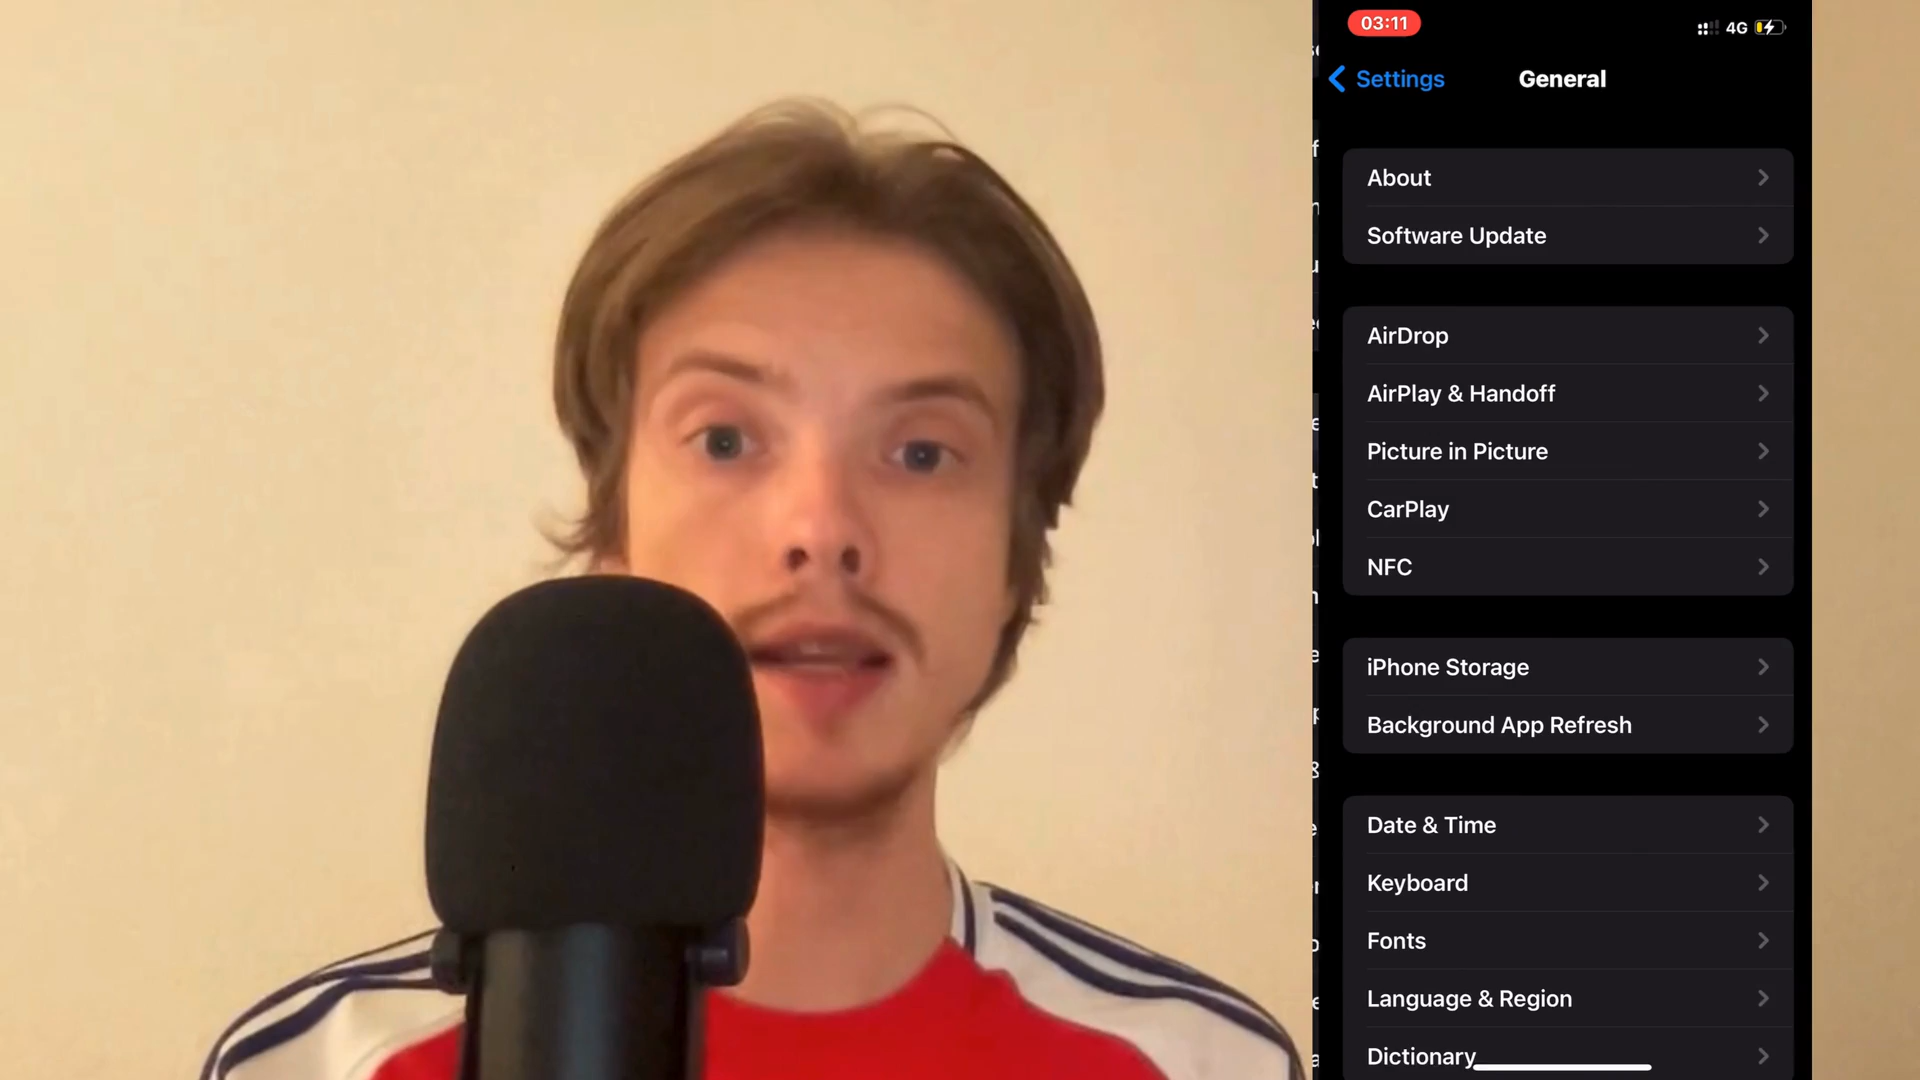 03:11
4G
Settings
General
About
Software Update
AirDrop
AirPlay & Handoff
Picture in Picture
CarPlay
NFC
iPhone Storage
Background App Refresh
Date & Time
Keyboard
Fonts
Language & Region
Dictionary